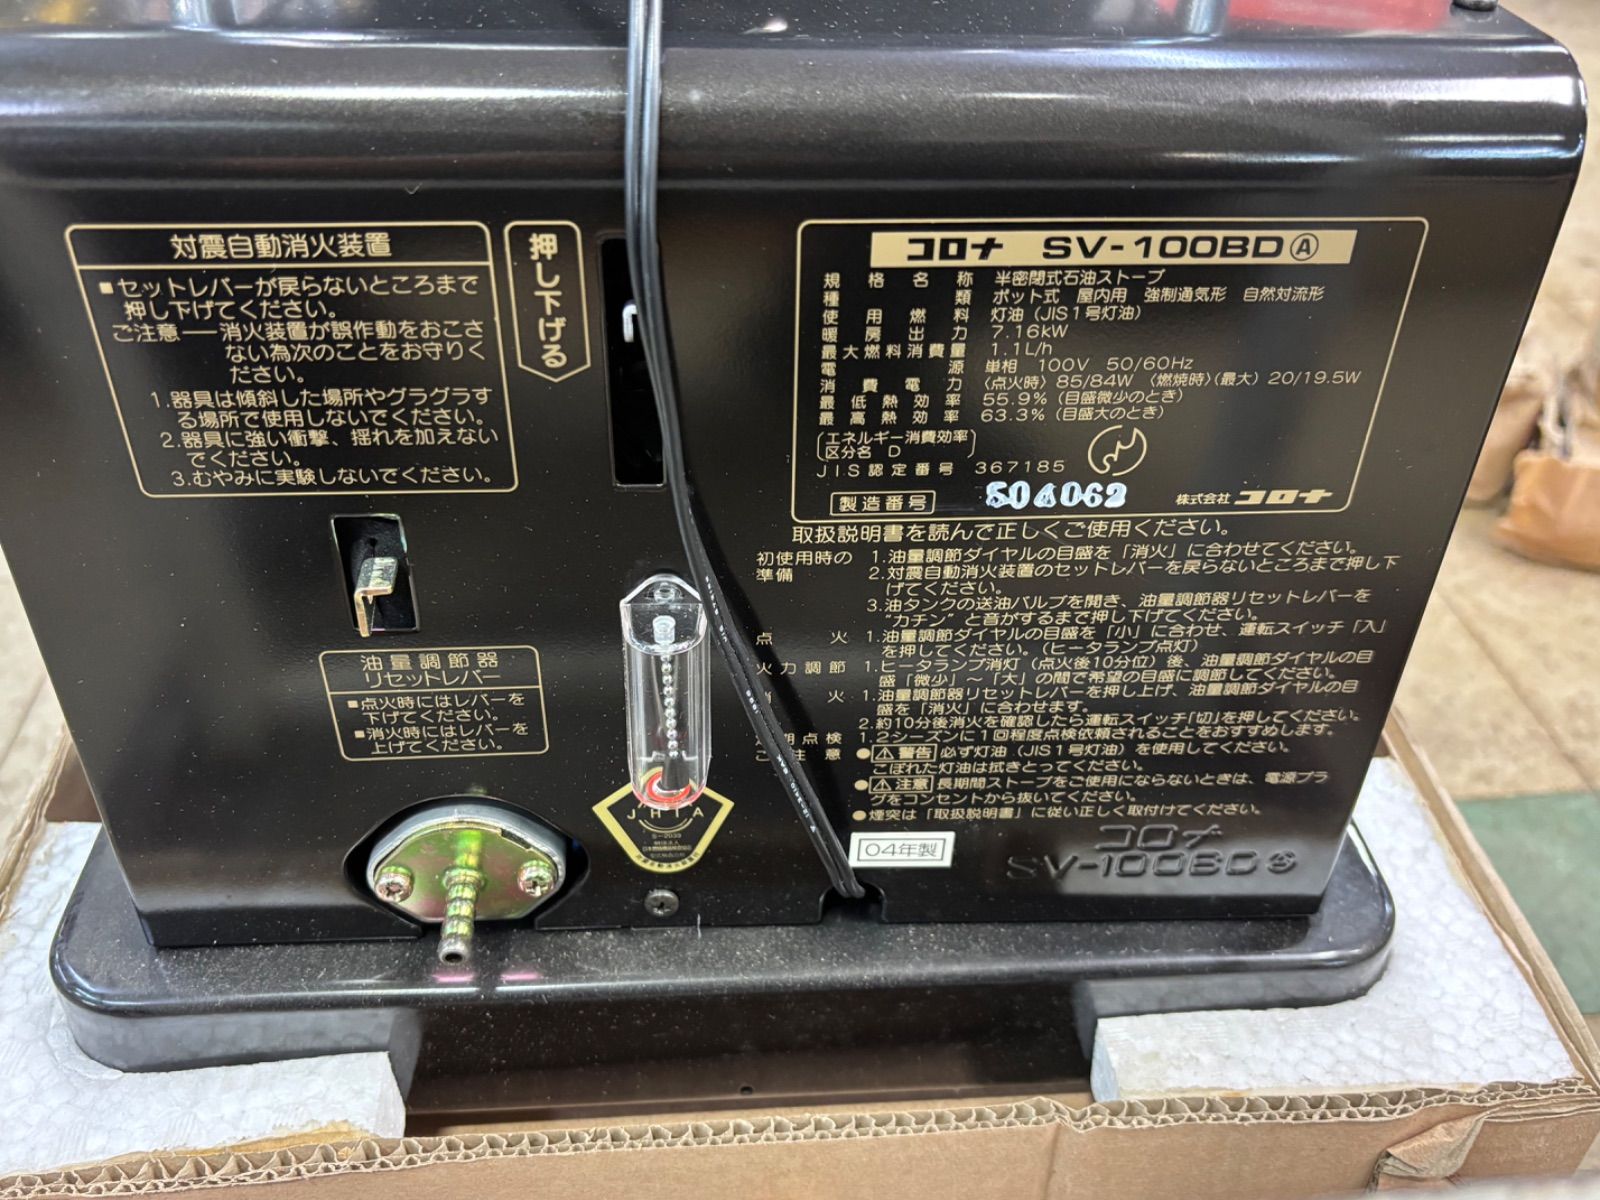 対震自動消火装置
■セットレバーが戻らないところまで
押し下げてください。
ご注意──消火装置が誤作動をおこさ
ない為次のことをお守りく
ださい。
1.器具は傾斜した場所やグラグラす
る場所で使用しないでください。
2.器具に強い衝撃、揺れを加えない
でください。
3.むやみに実験しないでください。
押し下げる
油量調節器
リセットレバー
■点火時にはレバーを
下げてください。
■消火時にはレバーを
上げてください。
JHIA
コロナ SV-100BDⒶ
規格名称 半密閉式石油ストーブ
種類 ポット式 屋内用 強制通気形 自然対流形
使用燃料 灯油(JIS1号灯油)
暖房出力 7.16kW
最大燃料消費量 1.1L/h
電源 単相 100V 50/60Hz
消費電力 〈点火時〉85/84W 〈燃焼時〉(最大) 20/19.5W
最低熱効率 55.9% (目盛微少のとき)
最高熱効率 63.3% (目盛大のとき)
エネルギー消費効率
区分名 D
JIS認定番号 367185
製造番号 504062 株式会社 コロナ
取扱説明書を読んで正しくご使用ください。
初使用時の準備 1.油量調節ダイヤルの目盛を「消火」に合わせてください。
2.対震自動消火装置のセットレバーを戻らないところまで押し下
げてください。
3.油タンクの送油バルブを開き、油量調節器リセットレバーを
"カチン"と音がするまで押し下げてください。
点火 1.油量調節ダイヤルの目盛を「小」に合わせ、運転スイッチ「入」
を押してください。(ヒータランプ点灯)
火力調節 1.ヒータランプ消灯(点火後10分位)後、油量調節ダイヤルの目
盛「微少」～「大」の間で希望の目盛に調節してください。
火 1.油量調節器リセットレバーを押し上げ、油量調節ダイヤルの目
盛を「消火」に合わせます。
2.約10分後消火を確認したら運転スイッチ「切」を押してください。
期点検 1.2シーズンに1回程度点検依頼されることをおすすめします。
ご注意 ●⚠警告 必ず灯油(JIS1号灯油)を使用してください。
こぼれた灯油は拭きとってください。
●⚠注意 長期間ストーブをご使用にならないときは、電源プラ
グをコンセントから抜いてください。
●煙突は「取扱説明書」に従い正しく取付けてください。
04年製
コロナ
SV-100BD